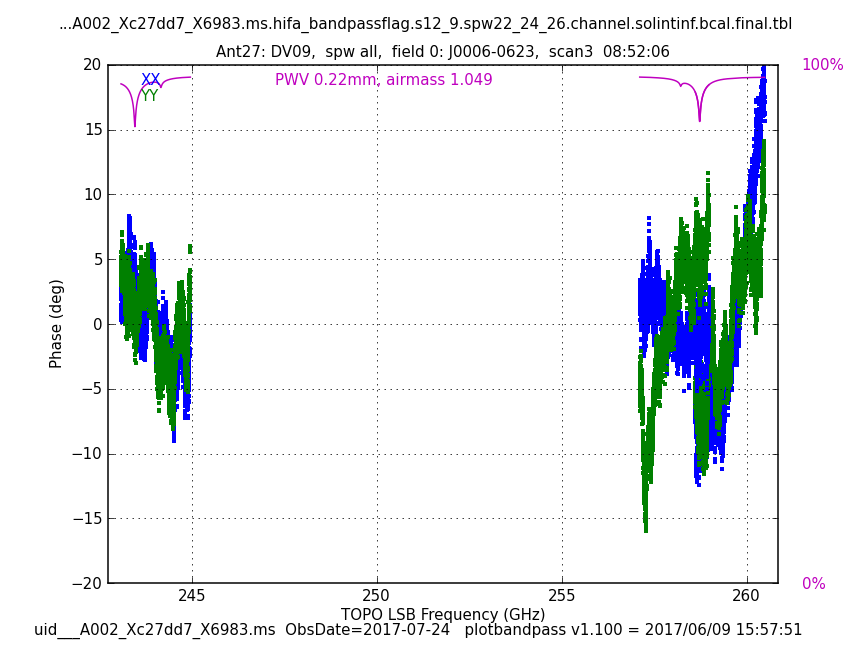 ...A002_Xc27dd7_X6983.ms.hifa_bandpassflag.s12_9.spw22_24_26.channel.solintinf.bcal.final.tbl
Ant27: DV09,  spw all,  field 0: J0006-0623,  scan3  08:52:06
20
XX
PWV 0.22mm, airmass 1.049
100%
YY
15
10
5
0
Phase (deg)
−5
−10
−15
−20
0%
245
250
255
260
TOPO LSB Frequency (GHz)
uid___A002_Xc27dd7_X6983.ms  ObsDate=2017-07-24   plotbandpass v1.100 = 2017/06/09 15:57:51